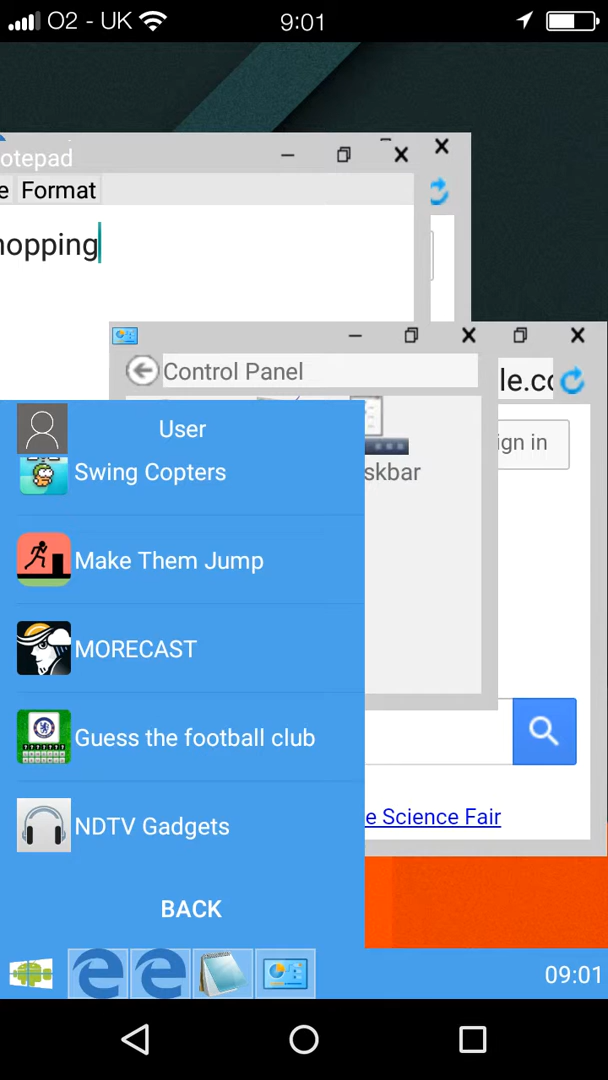 O2 - UK 9:01
otepad
e Format
hopping
Control Panel
le.co
ign in
skbar
User
Swing Copters
Make Them Jump
MORECAST
Guess the football club
NDTV Gadgets
e Science Fair
BACK
09:01